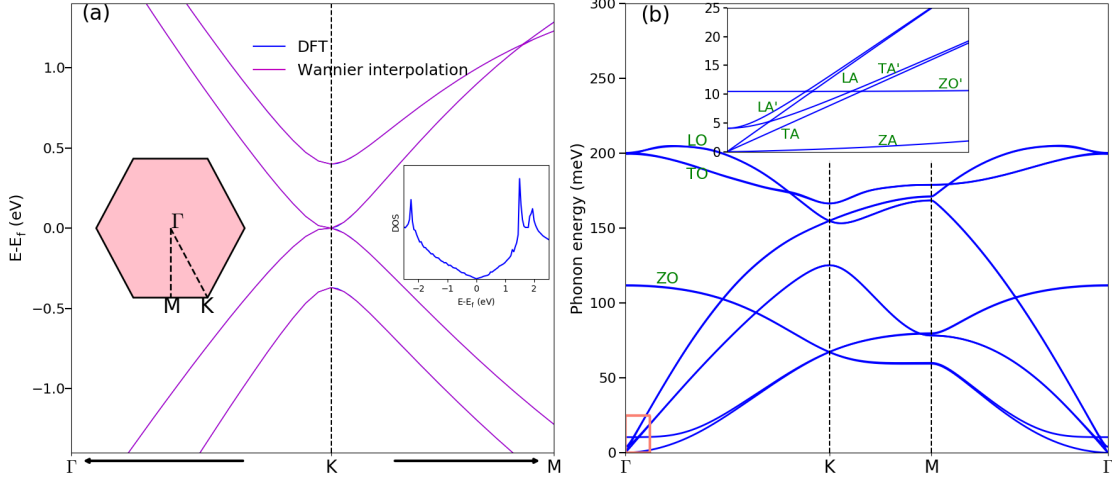 (a)
DFT
Wannier interpolation
E-E_f (eV)
1.0
0.5
0.0
−0.5
−1.0
Γ
M
K
DOS
−2
−1
0
1
2
E-E_f (eV)
Γ
K
M
(b)
Phonon energy (meV)
300
250
200
150
100
50
0
LO
TO
ZO
25
20
15
10
5
0
LA
TA'
ZO'
LA'
TA
ZA
Γ
K
M
Γ